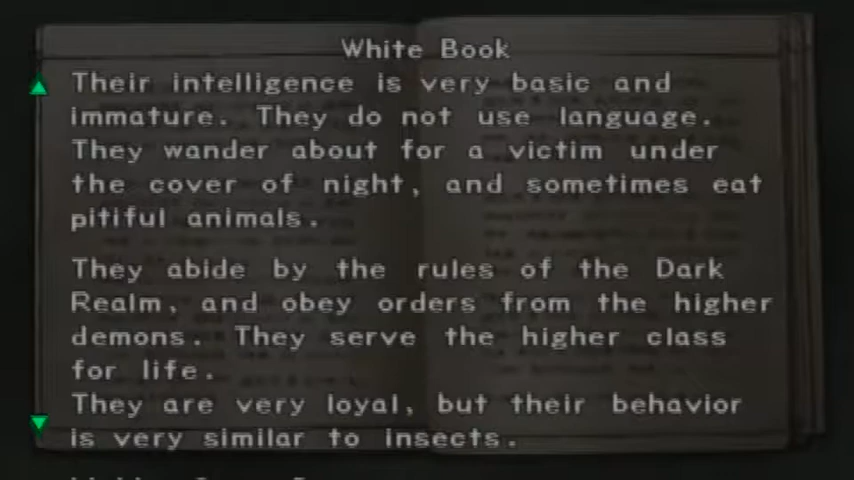 White Book
Their intelligence is very basic and
immature. They do not use language.
They wander about for a victim under
the cover of night, and sometimes eat
pitiful animals.
They abide by the rules of the Dark
Realm, and obey orders from the higher
demons. They serve the higher class
for life.
They are very loyal, but their behavior
is very similar to insects.